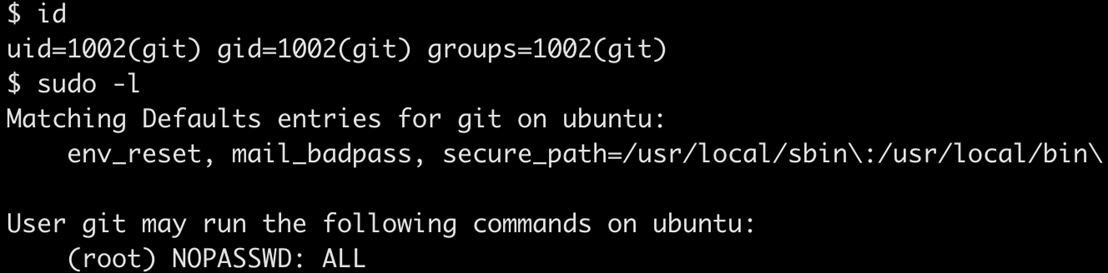 $ id
uid=1002(git) gid=1002(git) groups=1002(git)
$ sudo -l
Matching Defaults entries for git on ubuntu:
    env_reset, mail_badpass, secure_path=/usr/local/sbin\:/usr/local/bin\
User git may run the following commands on ubuntu:
    (root) NOPASSWD: ALL